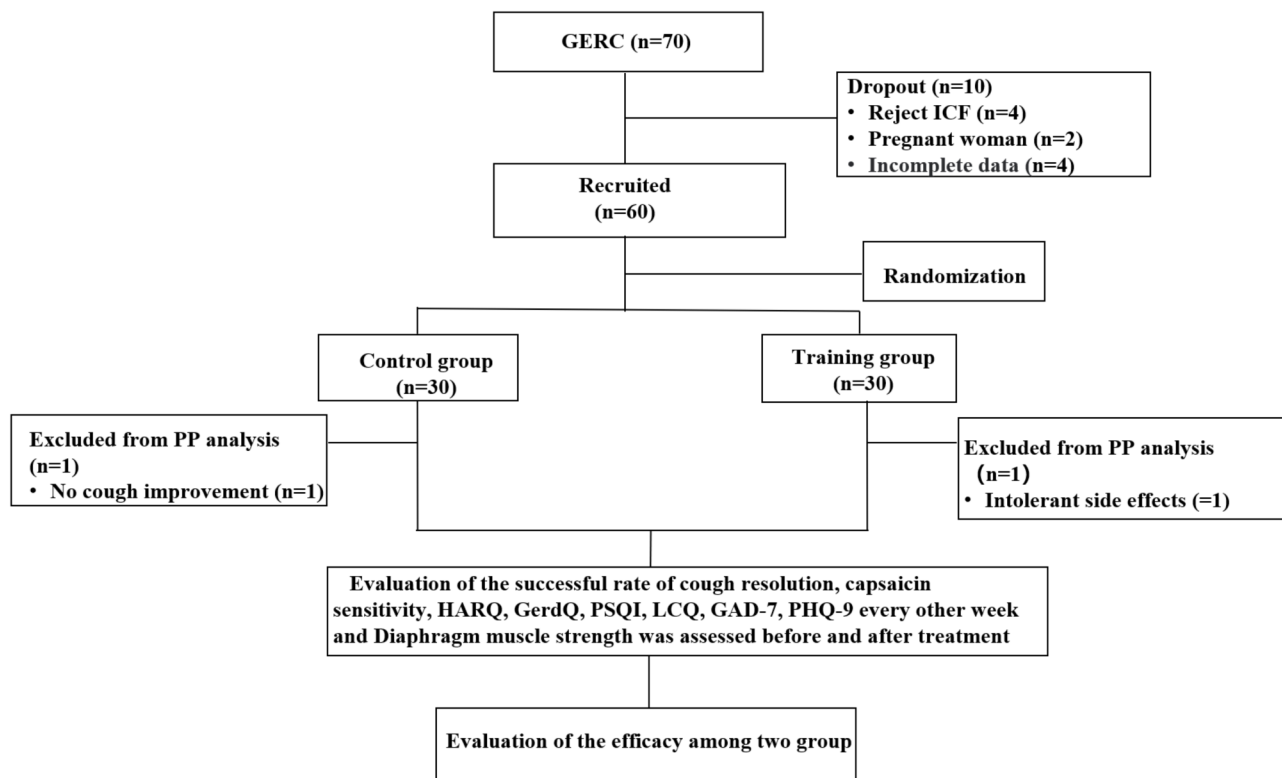 GERC (n=70)
Dropout (n=10)
• Reject ICF (n=4)
• Pregnant woman (n=2)
• Incomplete data (n=4)
Recruited
(n=60)
Randomization
Control group
(n=30)
Training group
(n=30)
Excluded from PP analysis
(n=1)
• No cough improvement (n=1)
Excluded from PP analysis
(n=1)
• Intolerant side effects (=1)
Evaluation of the successful rate of cough resolution, capsaicin
sensitivity, HARQ, GerdQ, PSQI, LCQ, GAD-7, PHQ-9 every other week
and Diaphragm muscle strength was assessed before and after treatment
Evaluation of the efficacy among two group